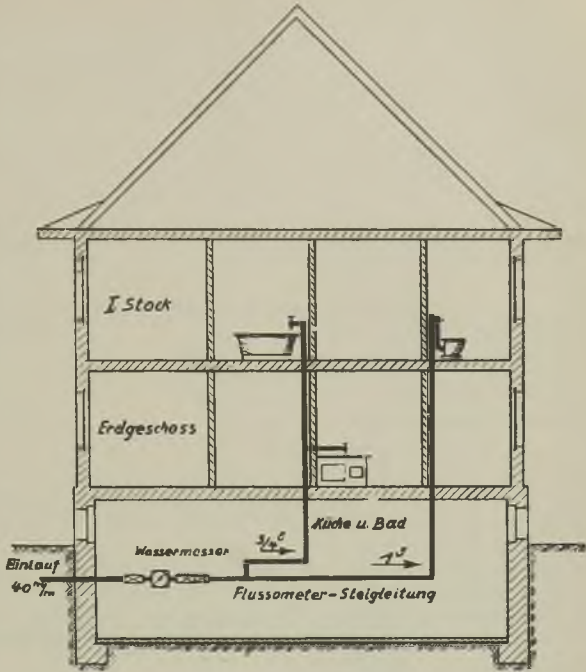 I Stock
Erdgeschoss
Küche u. Bad
3/4"
Wassermesser
1"
Einlauf
40 m/m
Flussometer-Steigleitung